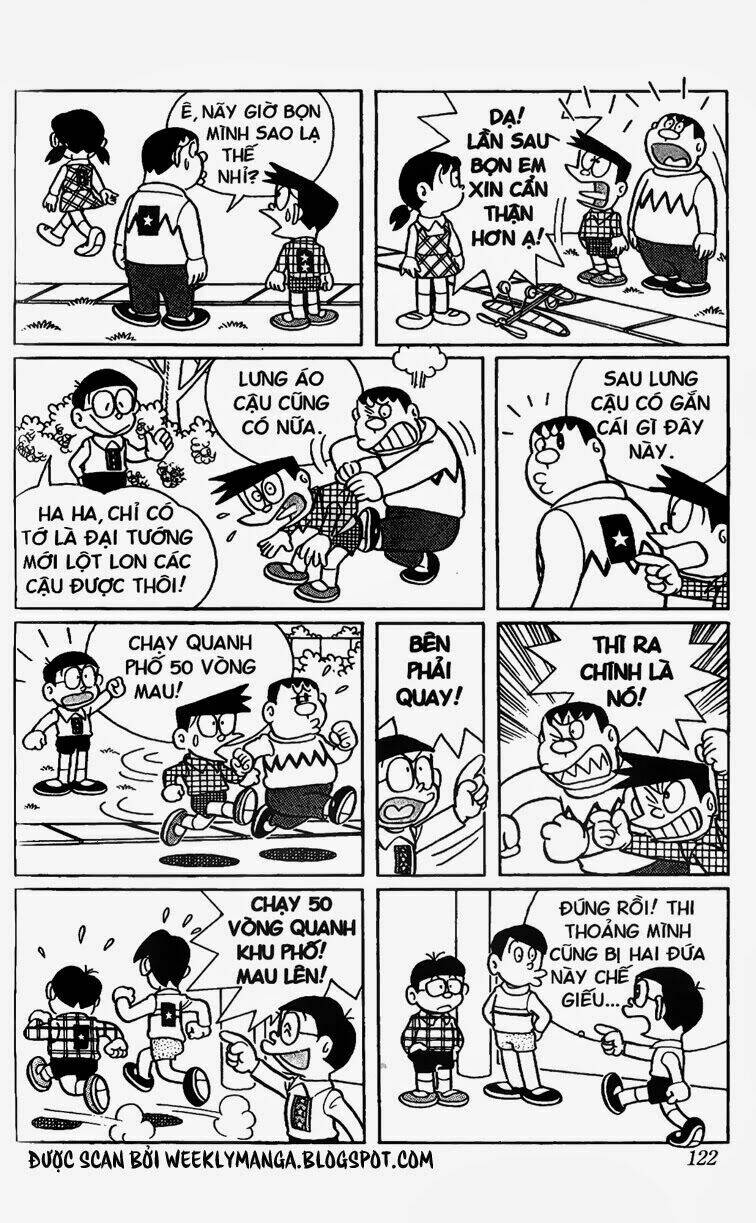 DẠ!
LẦN SAU
BỌN EM
XIN CẨN
THẬN
HƠN Ạ!
Ê, NÃY GIỜ BỌN
MÌNH SAO LẠ
THẾ
NHỈ?
SAU LƯNG
CẬU CÓ GẮN
CÁI GÌ ĐÂY
NÀY.
LƯNG ÁO
CẬU CŨNG
CÓ NỮA.
HA HA, CHỈ CÓ
TỚ LÀ ĐẠI TƯỚNG
MỚI LỘT LON CÁC
CẬU ĐƯỢC THÔI!
THÌ RA
CHÍNH LÀ
NÓ!
BÊN
PHẢI
QUAY!
CHẠY QUANH
PHỐ 50 VÒNG
MAU!
ĐÚNG RỒI! THI
THOẢNG MÌNH
CŨNG BỊ HAI ĐỨA
NÀY CHẾ
GIỄU...
CHẠY 50
VÒNG QUANH
KHU PHỐ!
MAU LÊN!
ĐƯỢC SCAN BỞI WEEKLYMANGA.BLOGSPOT.COM
122